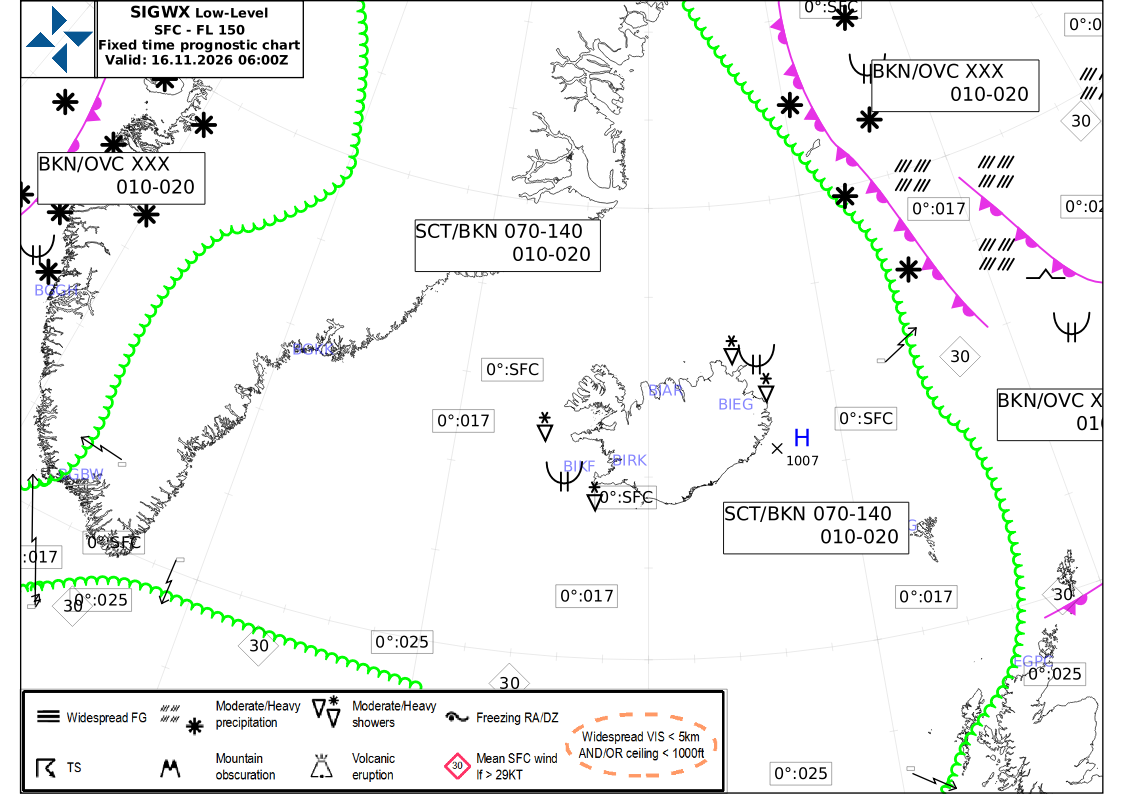 SIGWX Low-Level
SFC - FL 150
Fixed time prognostic chart
Valid: 16.11.2026 06:00Z
0°:SFC
0°:0
BKN/OVC XXX
010-020
30
BKN/OVC XXX
010-020
0°:017
0°:02
SCT/BKN 070-140
010-020
BGGH
BGKK
30
0°:SFC
BIAR
BIEG
BKN/OVC X
010
0°:017
0°:SFC
H
1007
BIKF
BIRK
BGBW
0°:SFC
SCT/BKN 070-140
010-020
G
0°:SFC
:017
30
0°:025
0°:017
0°:017
30
30
0°:025
EGPC
0°:025
30
Widespread FG
Moderate/Heavy
precipitation
Moderate/Heavy
showers
Freezing RA/DZ
Widespread VIS < 5km
AND/OR ceiling < 1000ft
TS
Mountain
obscuration
Volcanic
eruption
30
Mean SFC wind
If > 29KT
0°:025